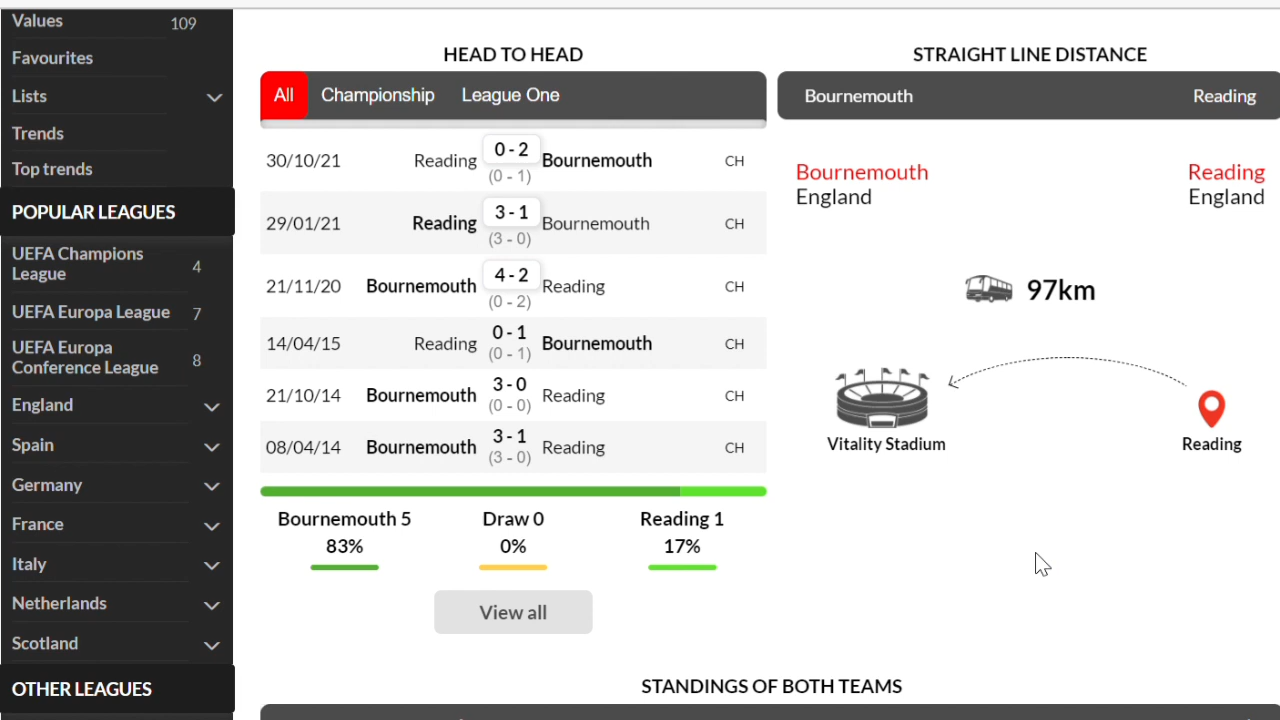 Values 109
Favourites
Lists
Trends
Top trends
POPULAR LEAGUES
UEFA Champions
League 4
UEFA Europa League 7
UEFA Europa
Conference League 8
England
Spain
Germany
France
Italy
Netherlands
Scotland
OTHER LEAGUES
HEAD TO HEAD
All Championship League One
30/10/21 Reading 0 - 2 Bournemouth CH
(0 - 1)
29/01/21 Reading 3 - 1 Bournemouth CH
(3 - 0)
21/11/20 Bournemouth 4 - 2 Reading CH
(0 - 2)
14/04/15 Reading 0 - 1 Bournemouth CH
(0 - 1)
21/10/14 Bournemouth 3 - 0 Reading CH
(0 - 0)
08/04/14 Bournemouth 3 - 1 Reading CH
(3 - 0)
Bournemouth 5 Draw 0 Reading 1
83% 0% 17%
View all
STRAIGHT LINE DISTANCE
Bournemouth Reading
Bournemouth Reading
England England
97km
Vitality Stadium Reading
STANDINGS OF BOTH TEAMS